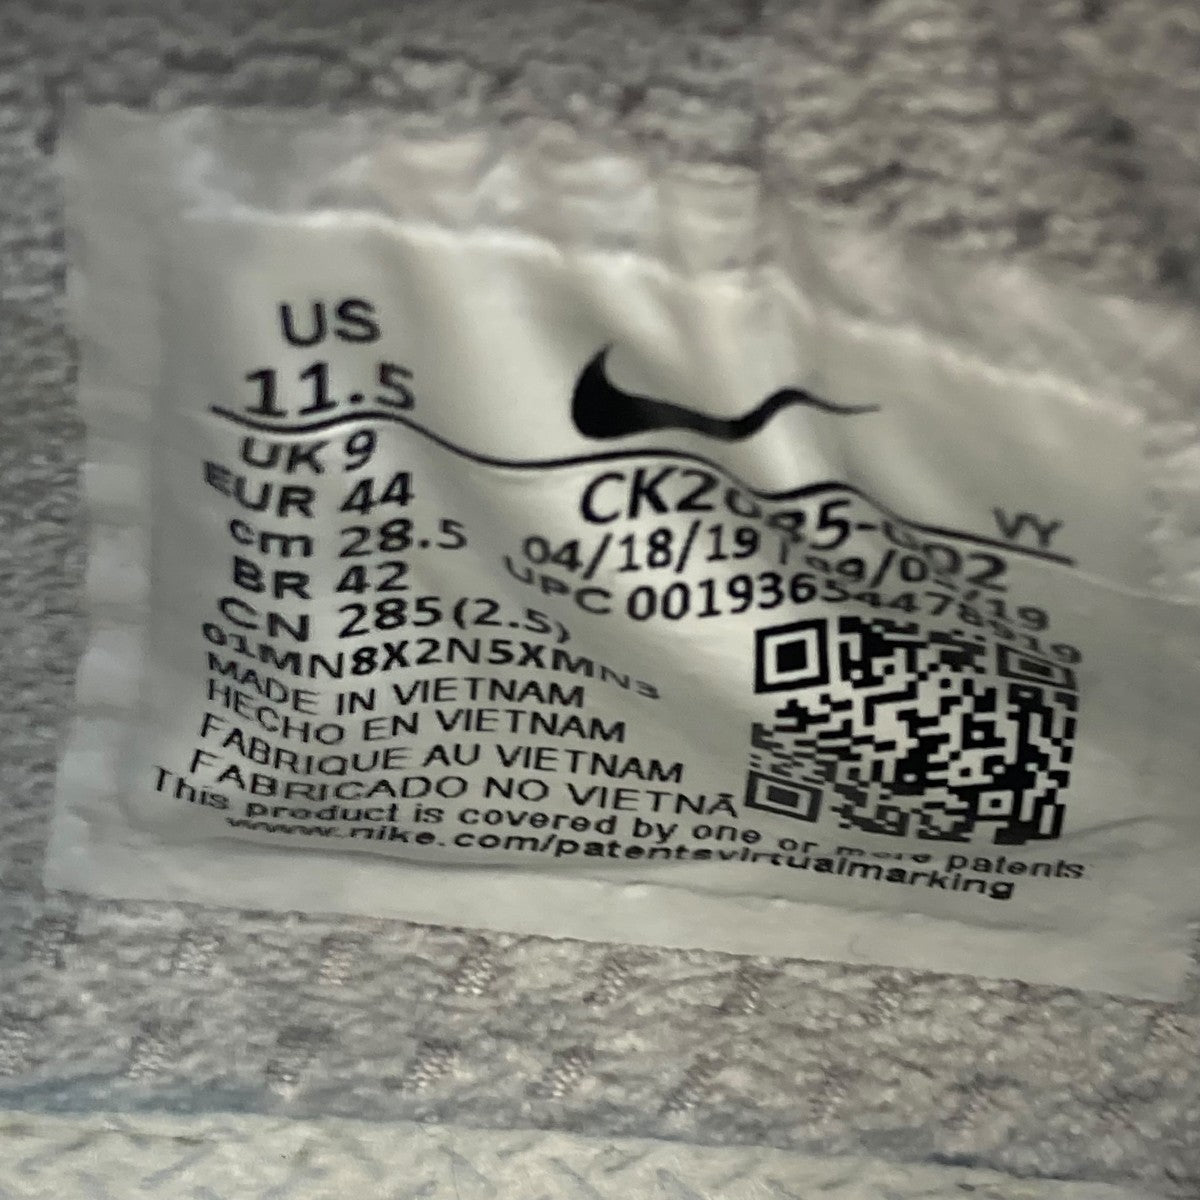 US
11.5
UK 9
EUR 44
cm 28.5
BR 42
CN 285(2.5)
01MN8X2N5XMN3
MADE IN VIETNAM
HECHO EN VIETNAM
FABRIQUE AU VIETNAM
FABRICADO NO VIETNÃ
This product is covered by one or more patents
www.nike.com/patentsvirtualmarking
VY
04/18/19
UPC